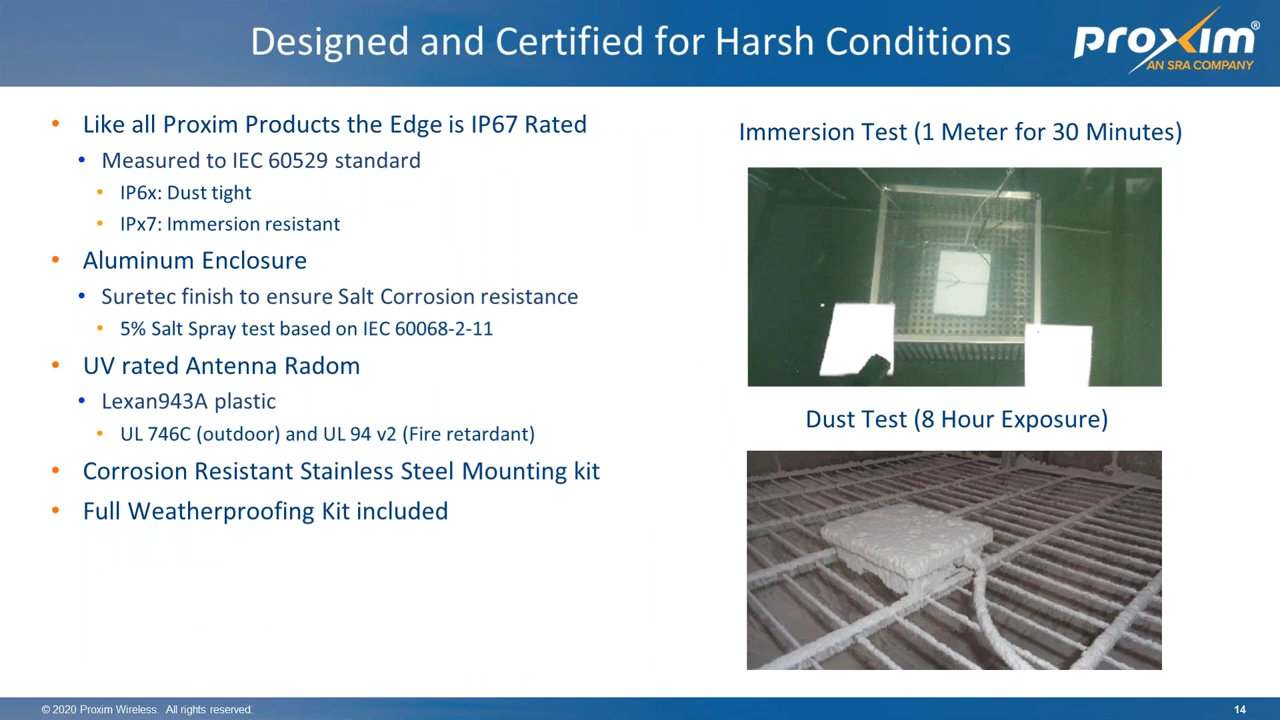 Designed and Certified for Harsh Conditions
proxim®
AN SRA COMPANY
• Like all Proxim Products the Edge is IP67 Rated
• Measured to IEC 60529 standard
• IP6x: Dust tight
• IPx7: Immersion resistant
• Aluminum Enclosure
• Suretec finish to ensure Salt Corrosion resistance
• 5% Salt Spray test based on IEC 60068-2-11
• UV rated Antenna Radom
• Lexan943A plastic
• UL 746C (outdoor) and UL 94 v2 (Fire retardant)
• Corrosion Resistant Stainless Steel Mounting kit
• Full Weatherproofing Kit included
Immersion Test (1 Meter for 30 Minutes)
Dust Test (8 Hour Exposure)
© 2020 Proxim Wireless. All rights reserved.
14